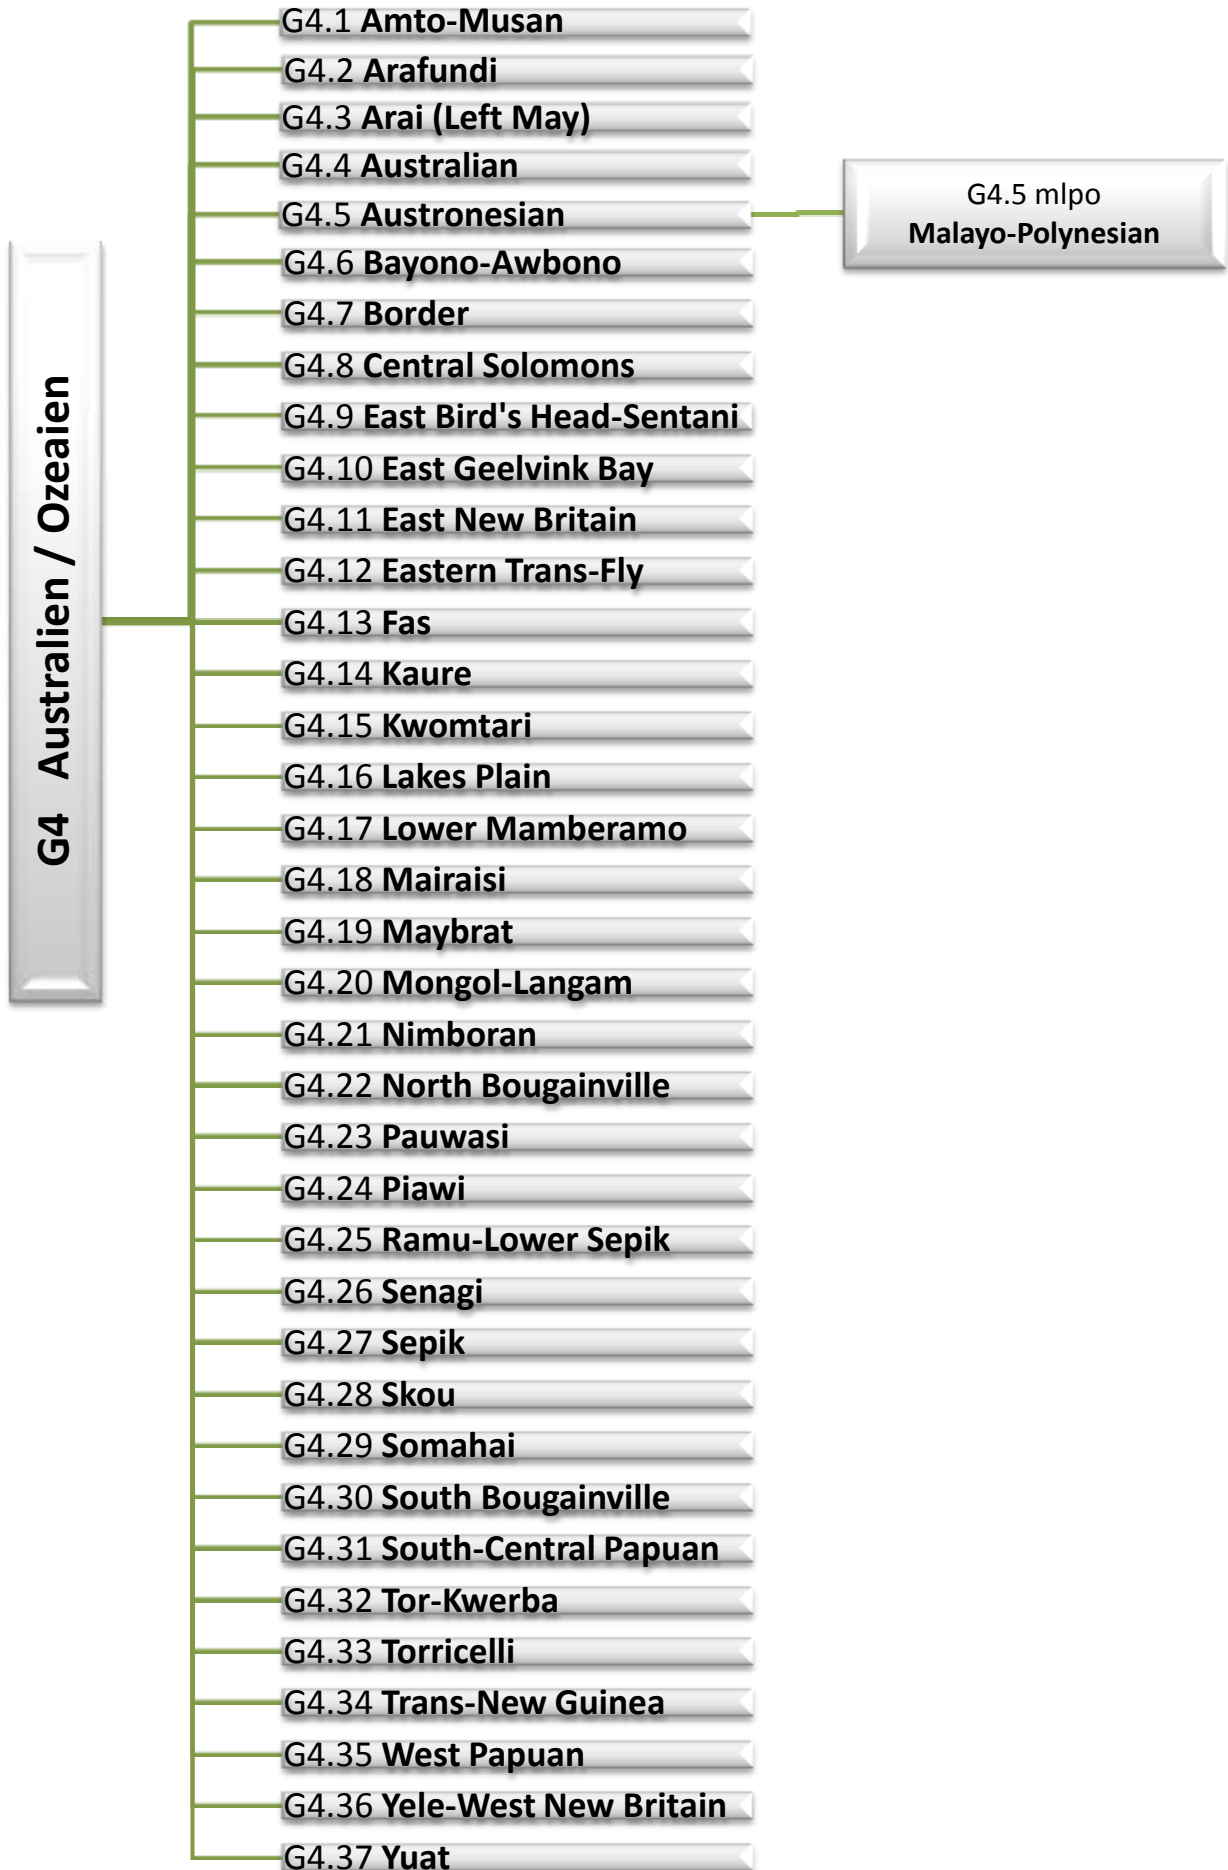 G4 Australien / Ozeaien
G4.1 Amto-Musan
G4.2 Arafundi
G4.3 Arai (Left May)
G4.4 Australian
G4.5 Austronesian
G4.5 mlpo
Malayo-Polynesian
G4.6 Bayono-Awbono
G4.7 Border
G4.8 Central Solomons
G4.9 East Bird's Head-Sentani
G4.10 East Geelvink Bay
G4.11 East New Britain
G4.12 Eastern Trans-Fly
G4.13 Fas
G4.14 Kaure
G4.15 Kwomtari
G4.16 Lakes Plain
G4.17 Lower Mamberamo
G4.18 Mairaisi
G4.19 Maybrat
G4.20 Mongol-Langam
G4.21 Nimboran
G4.22 North Bougainville
G4.23 Pauwasi
G4.24 Piawi
G4.25 Ramu-Lower Sepik
G4.26 Senagi
G4.27 Sepik
G4.28 Skou
G4.29 Somahai
G4.30 South Bougainville
G4.31 South-Central Papuan
G4.32 Tor-Kwerba
G4.33 Torricelli
G4.34 Trans-New Guinea
G4.35 West Papuan
G4.36 Yele-West New Britain
G4.37 Yuat